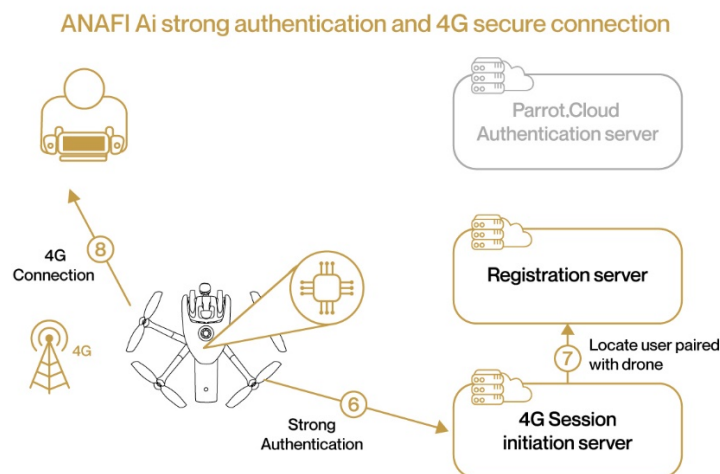 ANAFI Ai strong authentication and 4G secure connection
Parrot.Cloud
Authentication server
8
4G
Connection
Registration server
4G
7
Locate user paired
with drone
6
Strong
Authentication
4G Session
initiation server